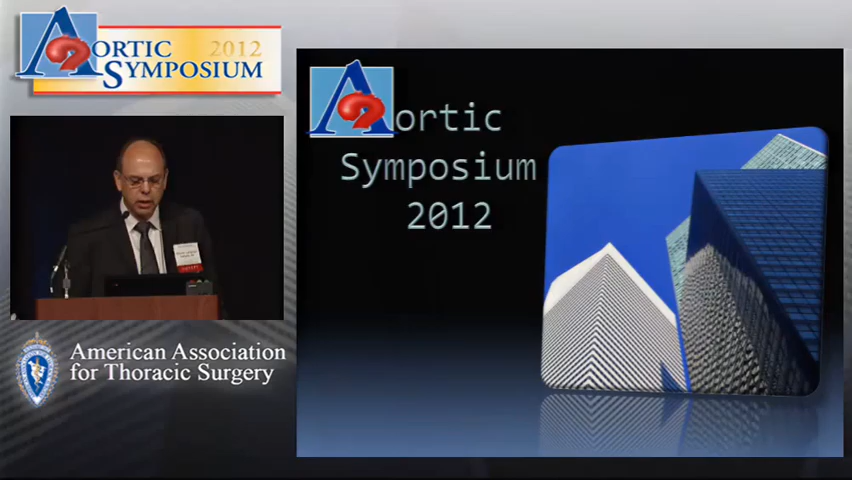 AORTIC 2012
SYMPOSIUM
Aortic
Symposium
2012
American Association
for Thoracic Surgery